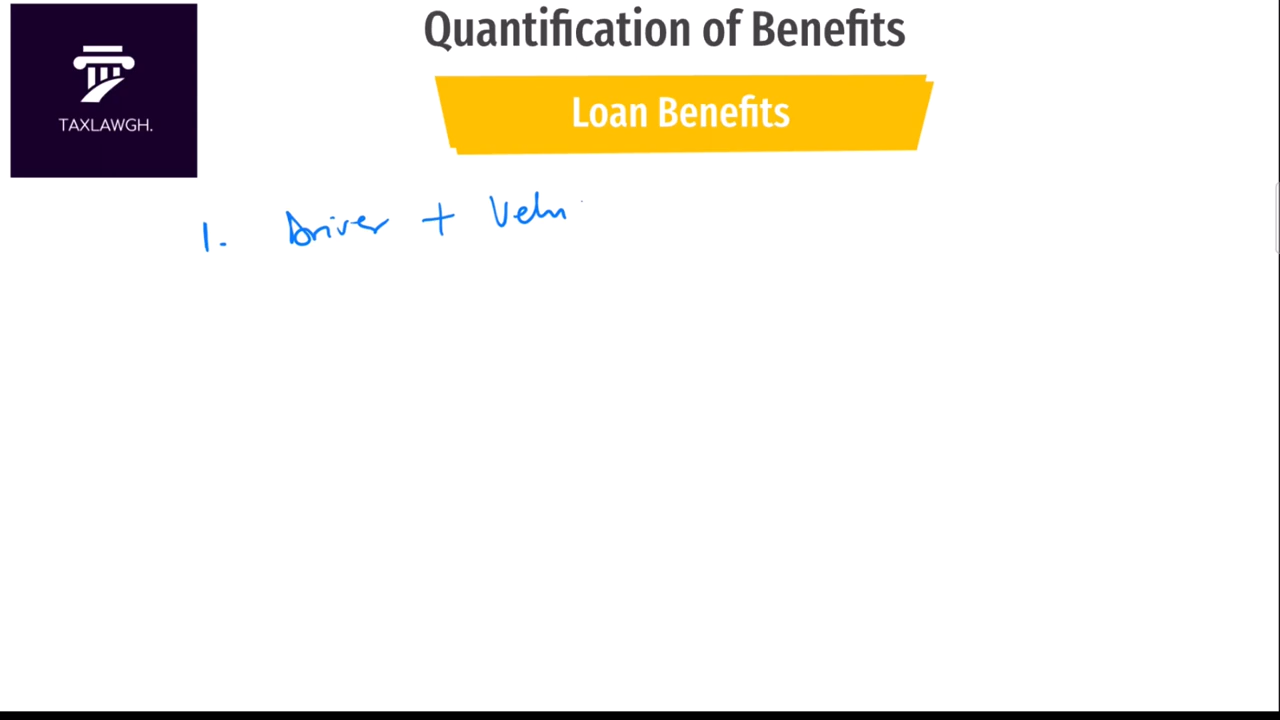 Quantification of Benefits
Loan Benefits
TAXLAWGH.
1. Driver + Veh